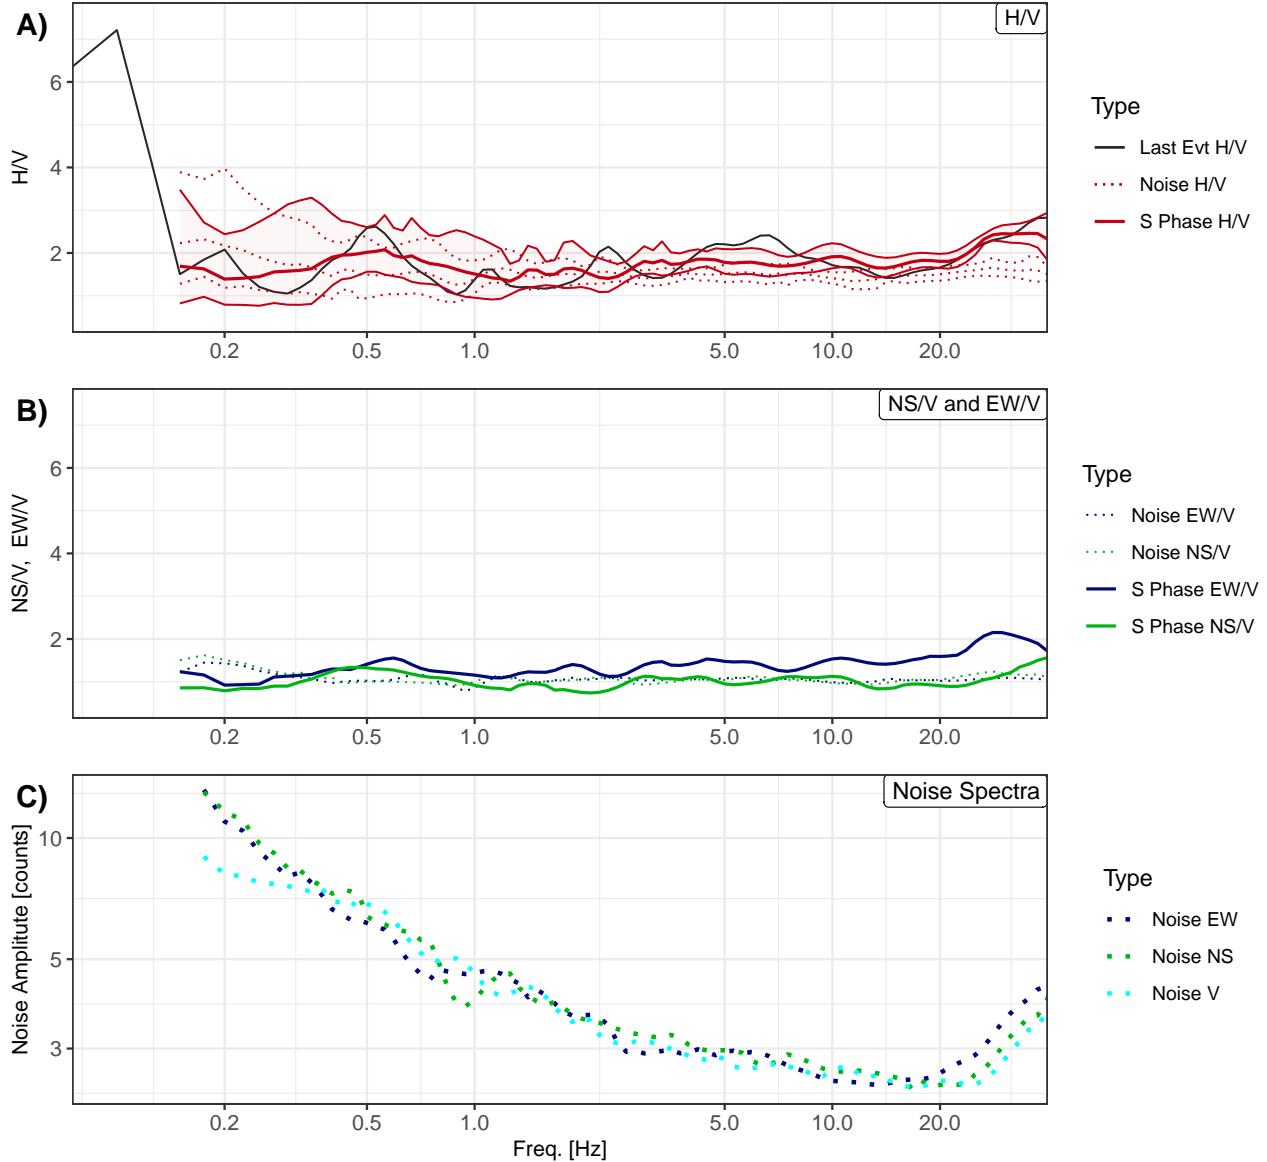 A)
H/V
6
4
2
H/V
0.2 0.5 1.0 5.0 10.0 20.0
Type
Last Evt H/V
Noise H/V
S Phase H/V
B)
NS/V and EW/V
6
4
2
NS/V, EW/V
0.2 0.5 1.0 5.0 10.0 20.0
Type
Noise EW/V
Noise NS/V
S Phase EW/V
S Phase NS/V
C)
Noise Spectra
10
5
3
Noise Amplitude [counts]
0.2 0.5 1.0 5.0 10.0 20.0
Freq. [Hz]
Type
Noise EW
Noise NS
Noise V